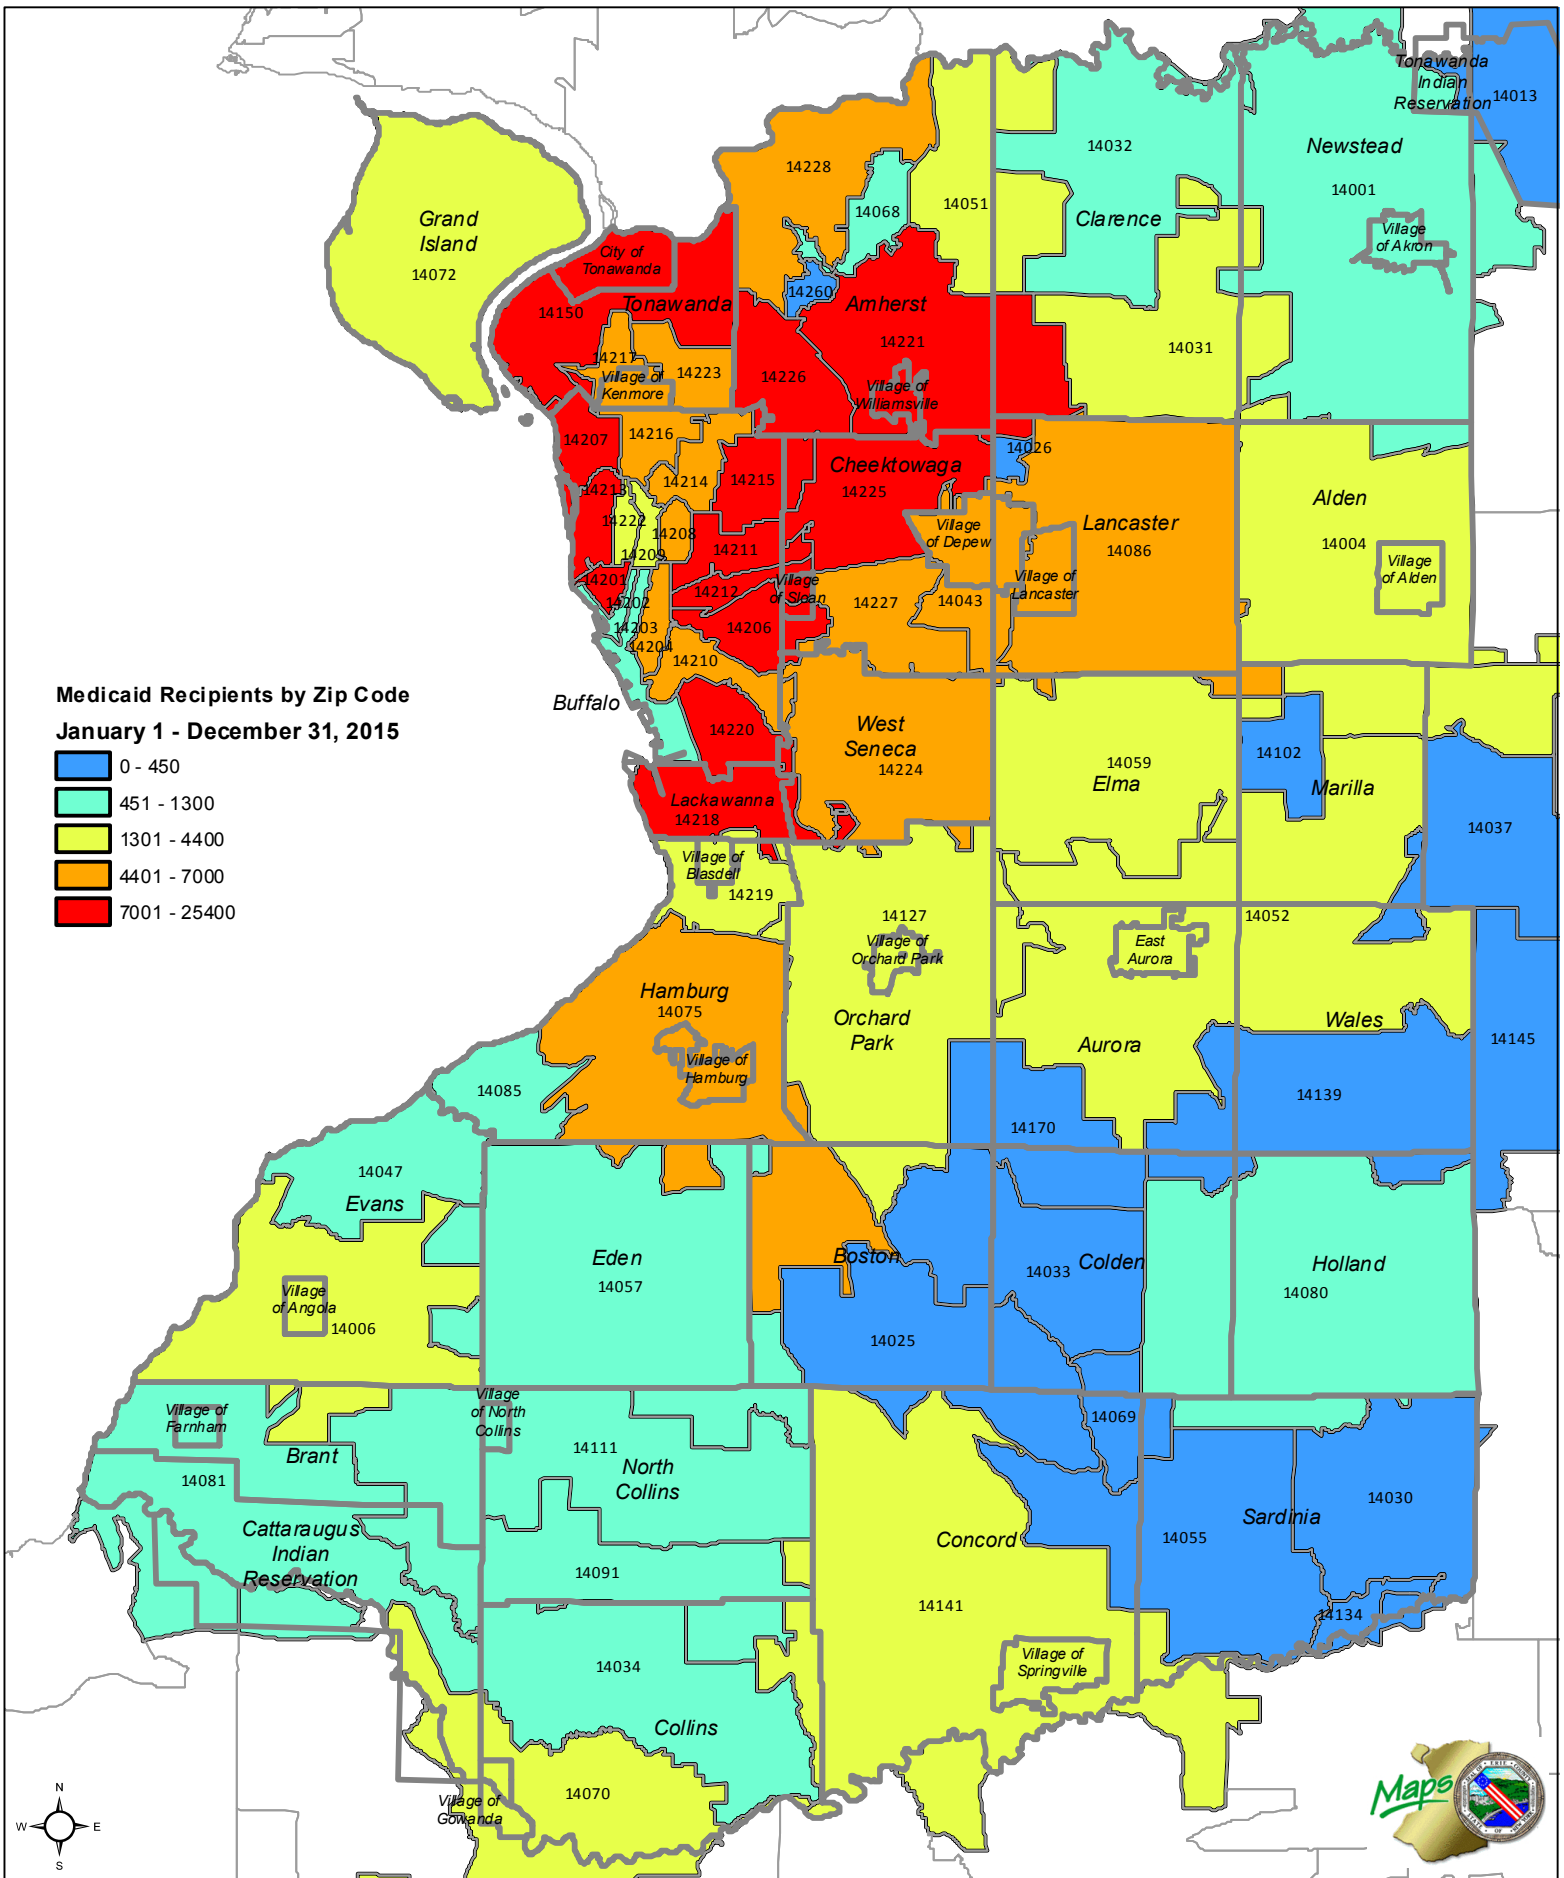 Tonawanda
Indian
Reservation
14013
14032
Newstead
14228
14001
14068
14051
Grand
Island
Clarence
Village
of Akron
City of
Tonawanda
14072
14260
Tonawanda
Amherst
14150
14221
14031
14217
14223
14226
Village of
Kenmore
Village of
Williamsville
14216
14207
14026
Cheektowaga
14214
14215
14213
14225
Alden
14222
14208
Village
of Depew
Lancaster
14209
14211
14086
14004
Village
of Alden
14201
14212
Village
of Sloan
Village of
Lancaster
14202
14227
14043
14203
14206
14204
14210
Medicaid Recipients by Zip Code
January 1 - December 31, 2015
0 - 450
451 - 1300
1301 - 4400
4401 - 7000
7001 - 25400
Buffalo
14220
West
Seneca
14224
14059
Elma
14102
Marilla
Lackawanna
14218
14037
Village of
Blasdell
14219
14127
14052
Village of
Orchard Park
East
Aurora
Hamburg
14075
Orchard
Park
Wales
Aurora
14145
Village of
Hamburg
14085
14139
14170
14047
Evans
Eden
14057
Boston
14033
Colden
Holland
14080
Village
of Angola
14006
14025
Village of
Farnham
Village
of North
Collins
14069
Brant
14111
North
Collins
14081
14030
Sardinia
14055
Cattaraugus
Indian
Reservation
Concord
14091
14141
14134
14034
Village of
Springville
Collins
14070
Village of
Gowanda
N
W
E
S
Maps